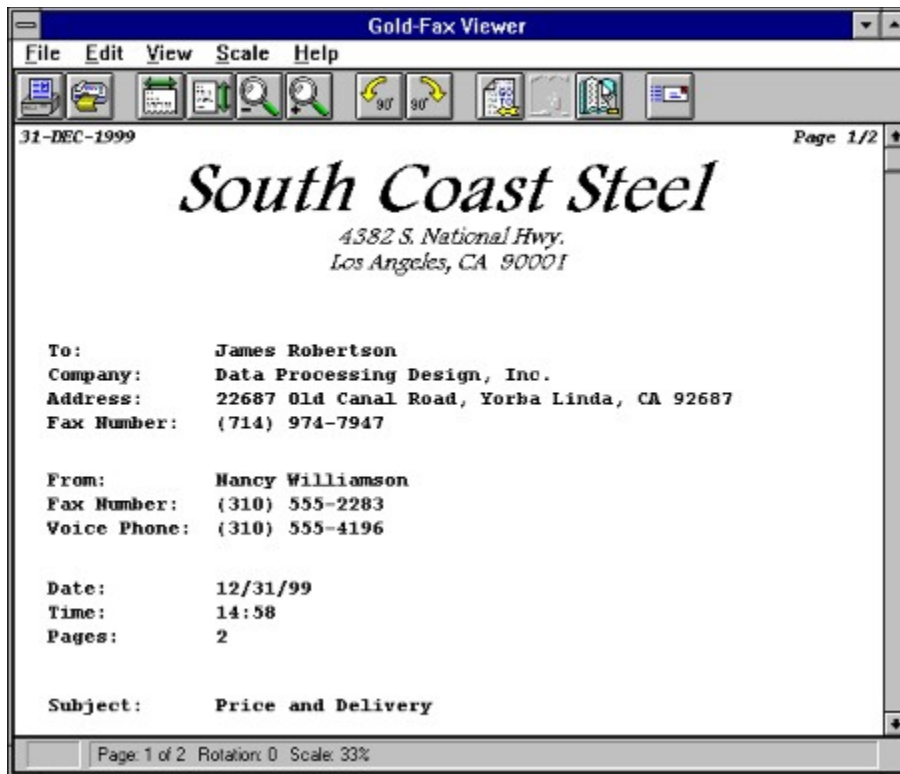 Gold-Fax Viewer
File Edit View Scale Help
90° 90°
31-DEC-1999 Page 1/2
South Coast Steel
4382 S. National Hwy.
Los Angeles, CA 90001
To: James Robertson
Company: Data Processing Design, Inc.
Address: 22687 Old Canal Road, Yorba Linda, CA 92687
Fax Number: (714) 974-7947
From: Nancy Williamson
Fax Number: (310) 555-2283
Voice Phone: (310) 555-4196
Date: 12/31/99
Time: 14:58
Pages: 2
Subject: Price and Delivery
Page: 1 of 2 Rotation: 0 Scale: 33%